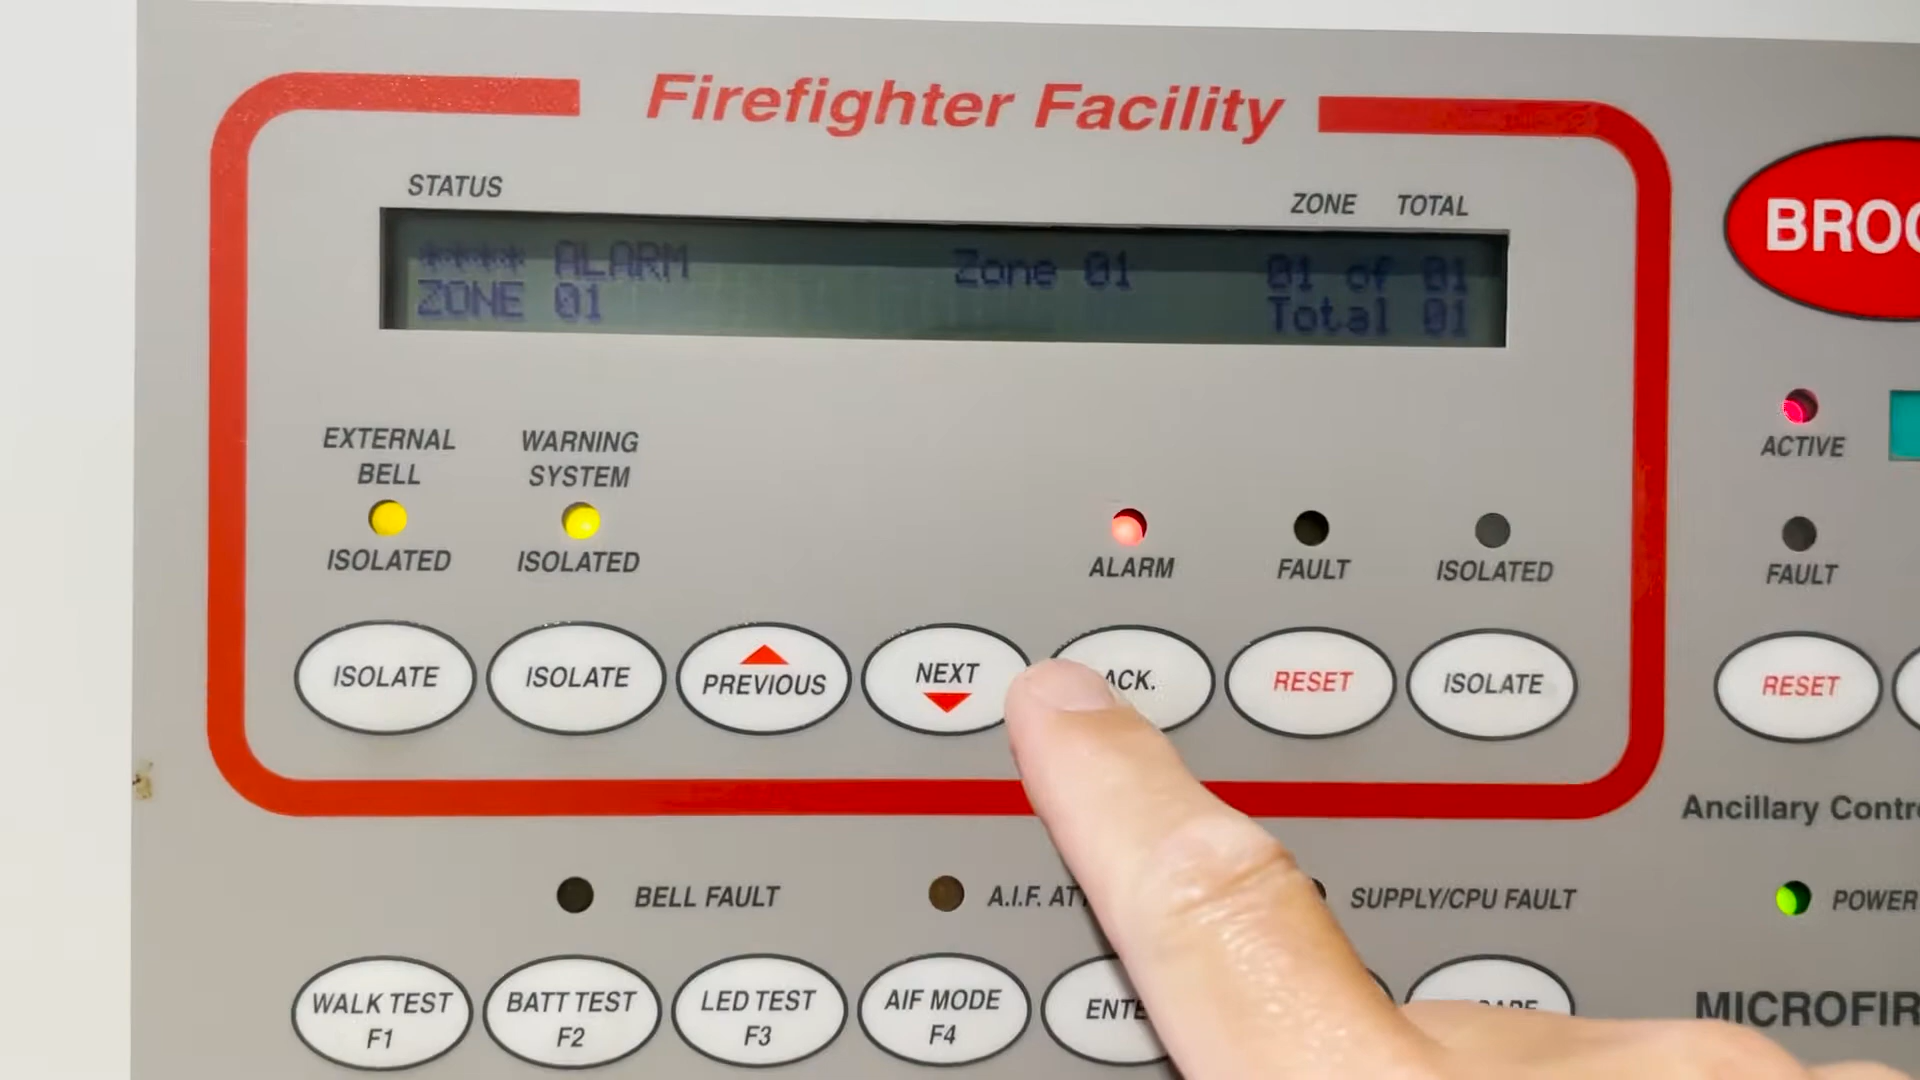 Firefighter Facility
STATUS
ZONE TOTAL
**** ALARM Zone 01 01 of 01
ZONE 01 Total 01
EXTERNAL BELL
WARNING SYSTEM
ISOLATED
ISOLATED
ALARM
FAULT
ISOLATED
ISOLATE
ISOLATE
PREVIOUS
NEXT
ACK.
RESET
ISOLATE
BROO
ACTIVE
FAULT
RESET
Ancillary Contr
BELL FAULT
A.I.F. AT
SUPPLY/CPU FAULT
POWER
WALK TEST F1
BATT TEST F2
LED TEST F3
AIF MODE F4
ENTE
MICROFIR